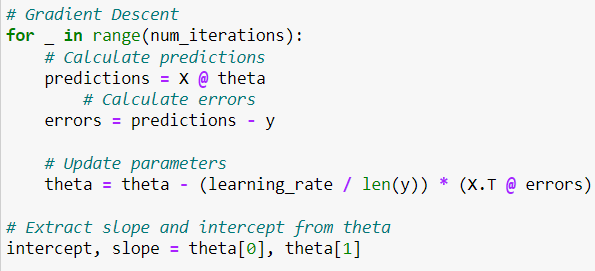 # Gradient Descent
for _ in range(num_iterations):
    # Calculate predictions
    predictions = X @ theta
        # Calculate errors
    errors = predictions - y

    # Update parameters
    theta = theta - (learning_rate / len(y)) * (X.T @ errors)

# Extract slope and intercept from theta
intercept, slope = theta[0], theta[1]